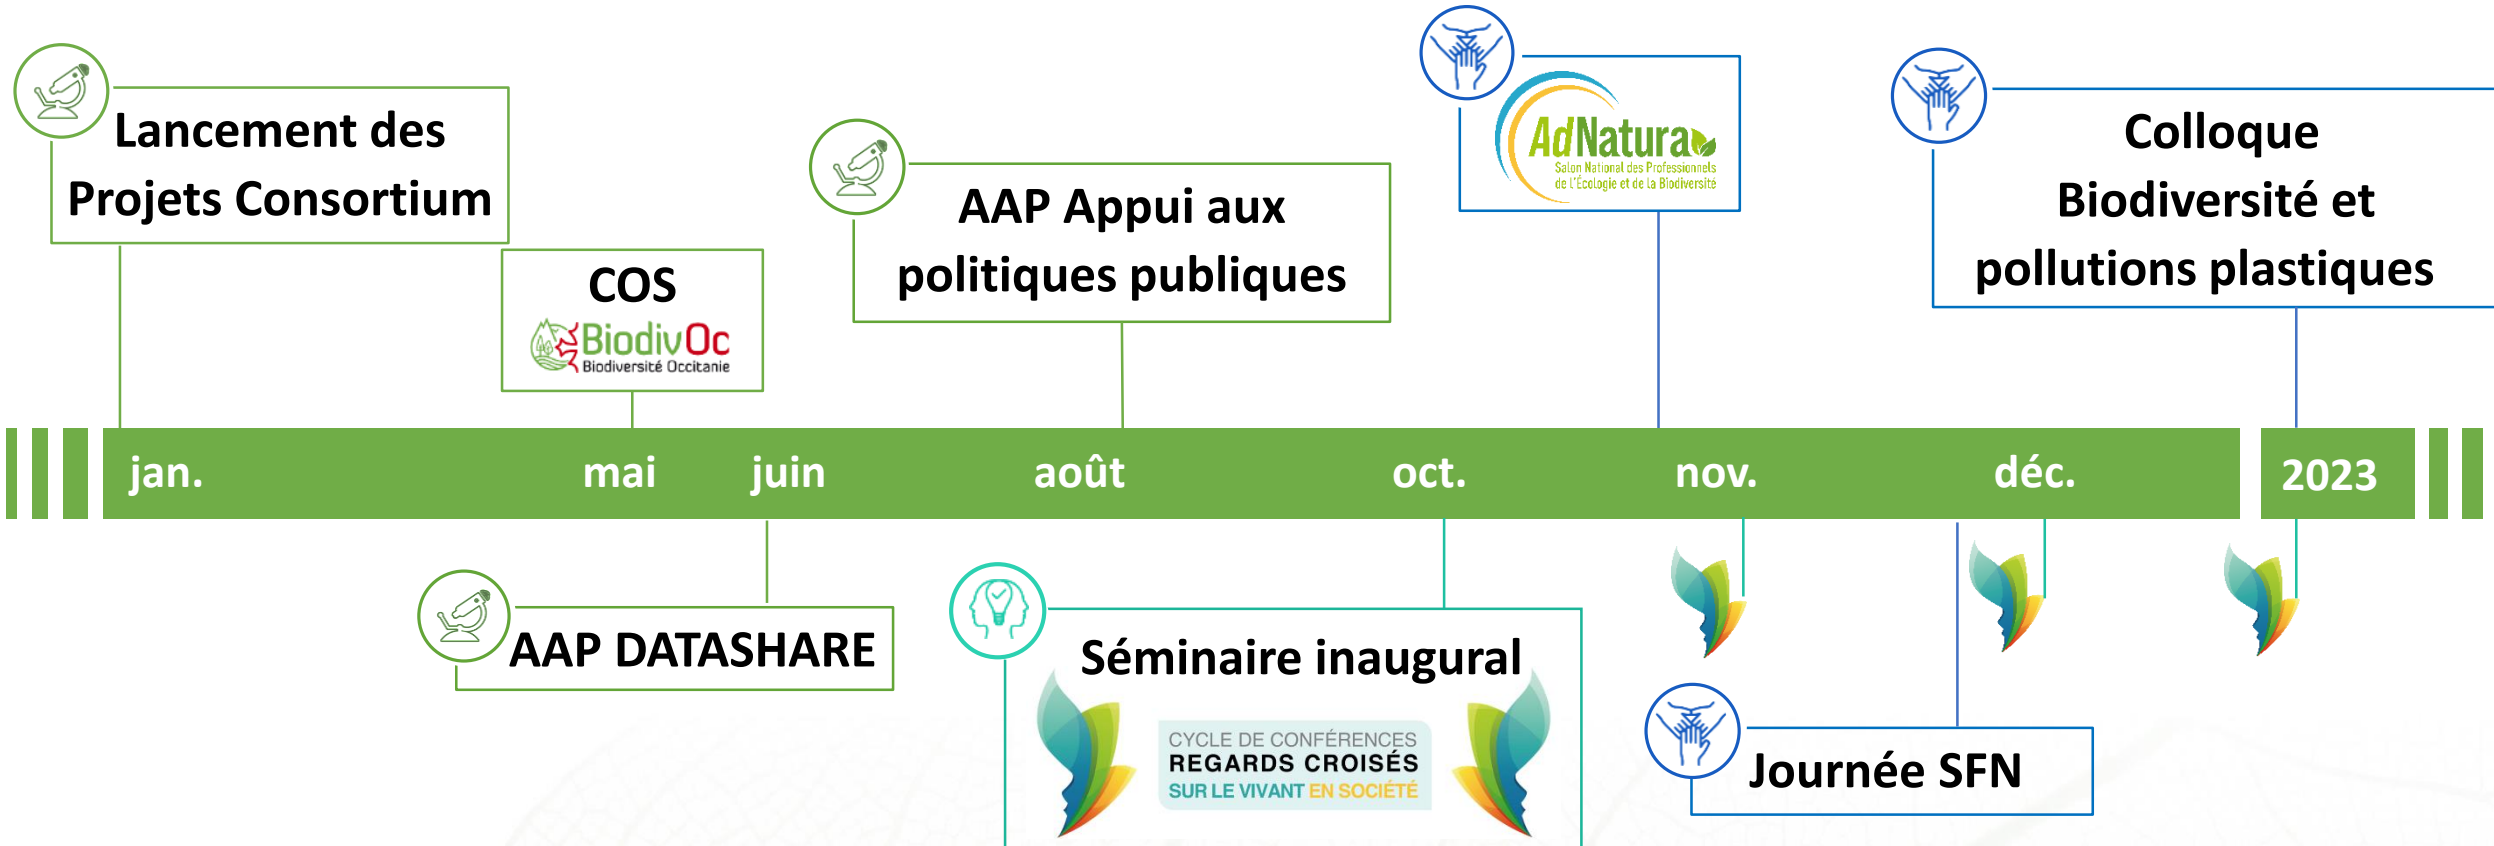 Lancement des
Projets Consortium
COS
BiodivOc
Biodiversité Occitanie
AAP Appui aux
politiques publiques
AdNatura
Salon National des Professionnels
de l'Écologie et de la Biodiversité
Colloque
Biodiversité et
pollutions plastiques
jan. mai juin août oct. nov. déc. 2023
AAP DATASHARE
Séminaire inaugural
CYCLE DE CONFÉRENCES
REGARDS CROISÉS
SUR LE VIVANT EN SOCIÉTÉ
Journée SFN